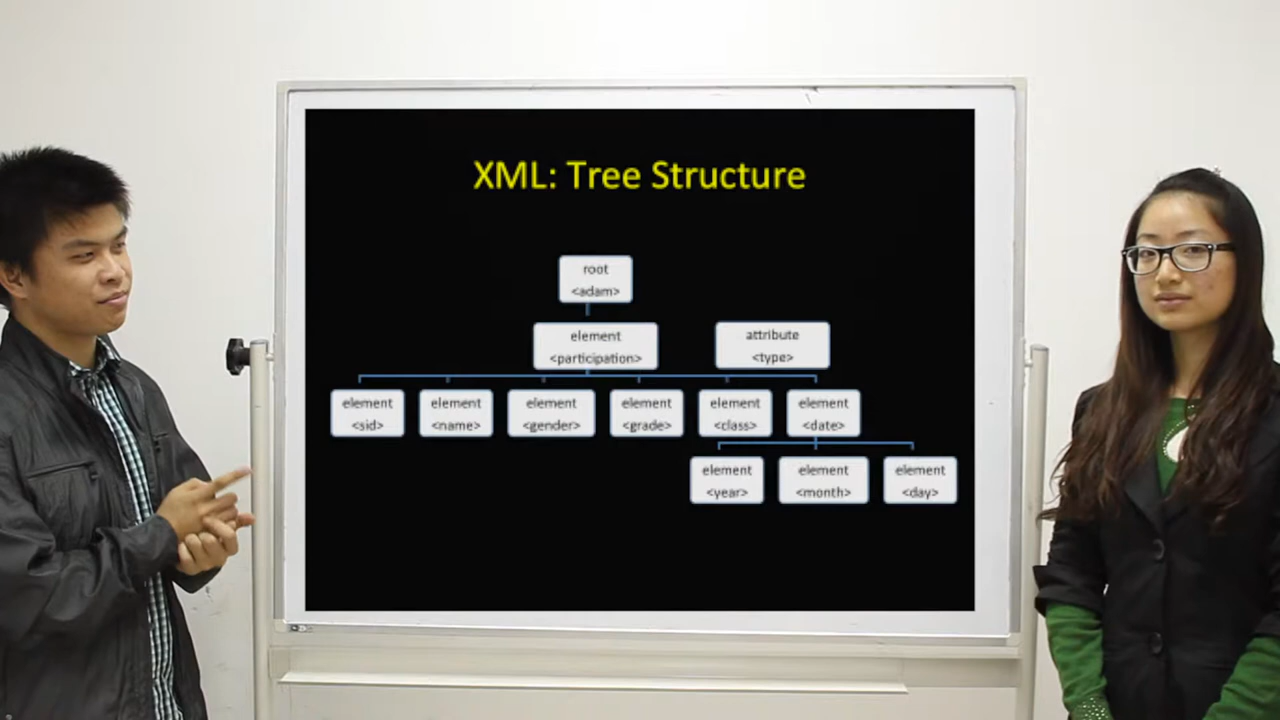 XML: Tree Structure
root
<adam>
element
<participation>
attribute
<type>
element
<sid>
element
<name>
element
<gender>
element
<grade>
element
<class>
element
<date>
element
<year>
element
<month>
element
<day>